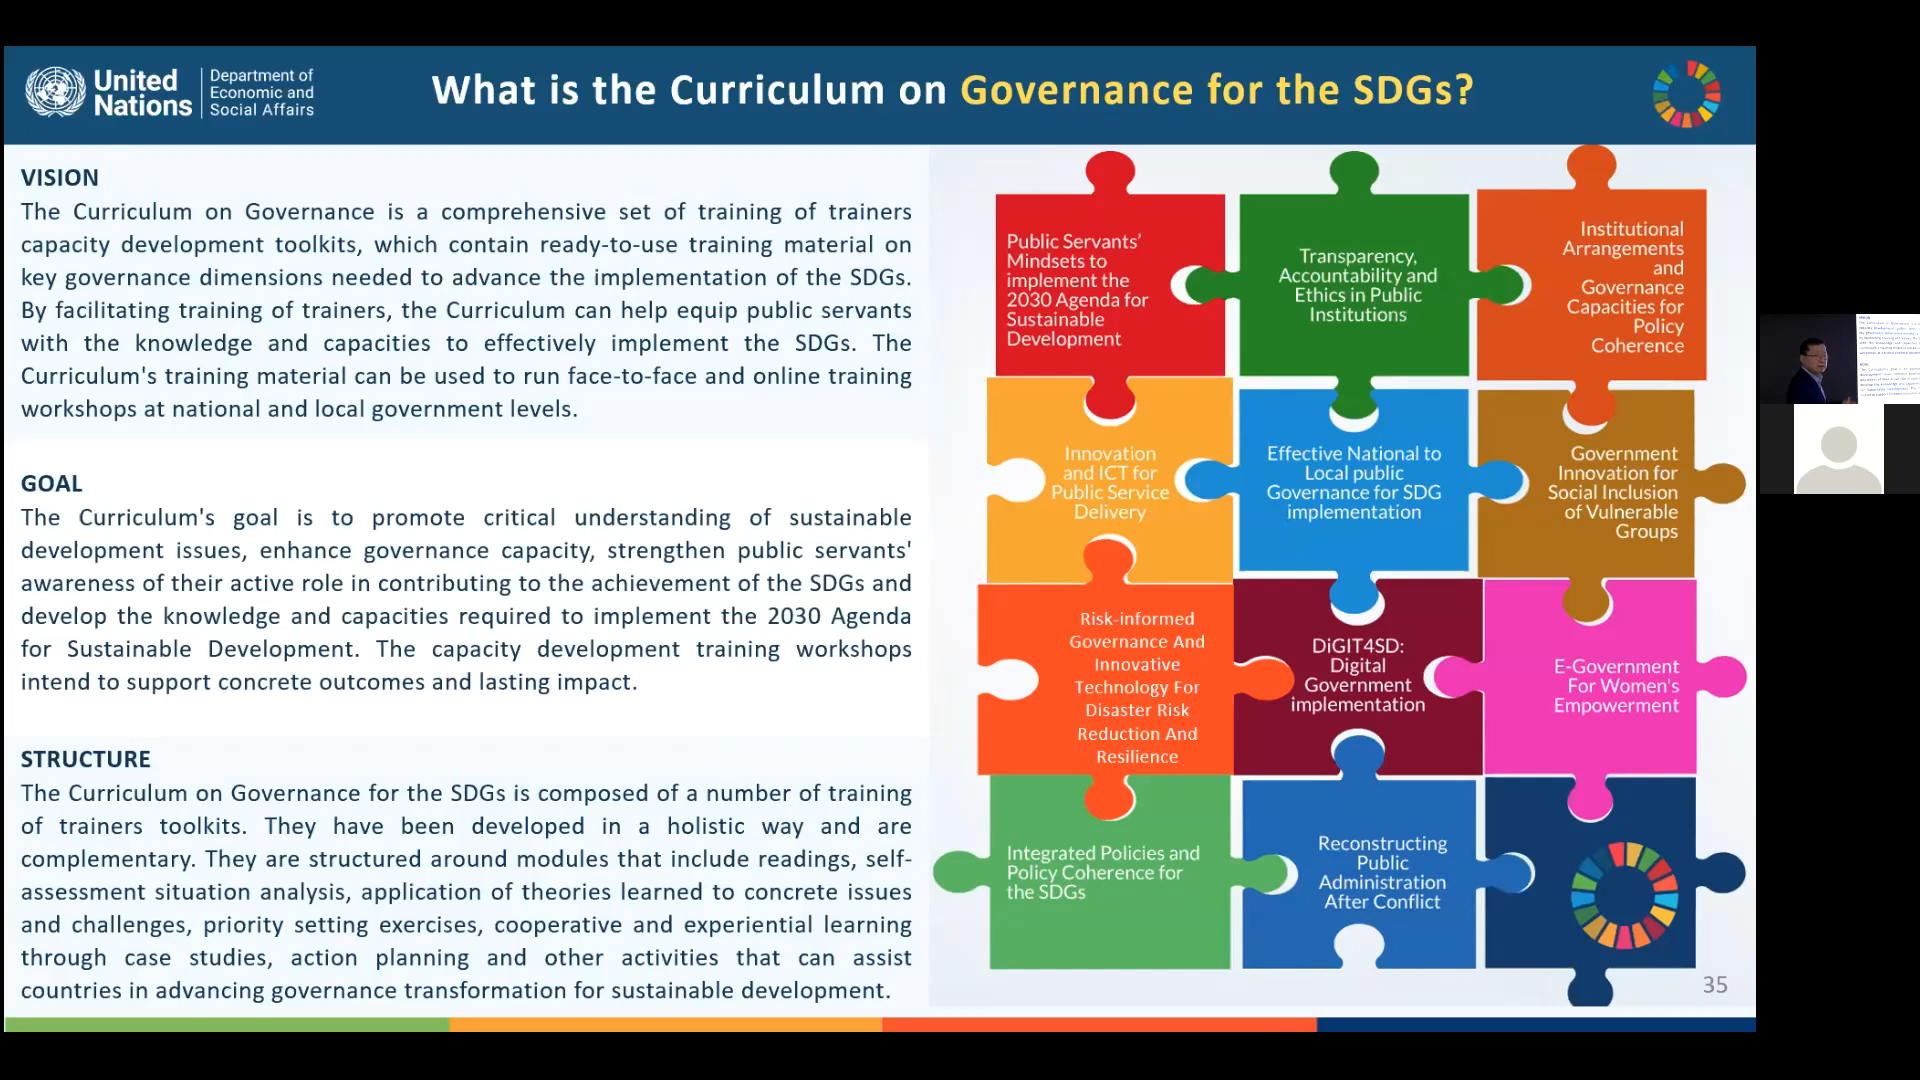 United
Nations
Department of
Economic and
Social Affairs
What is the Curriculum on Governance for the SDGs?
VISION
The Curriculum on Governance is a comprehensive set of training of trainers
capacity development toolkits, which contain ready-to-use training material on
key governance dimensions needed to advance the implementation of the SDGs.
By facilitating training of trainers, the Curriculum can help equip public servants
with the knowledge and capacities to effectively implement the SDGs. The
Curriculum's training material can be used to run face-to-face and online training
workshops at national and local government levels.
GOAL
The Curriculum's goal is to promote critical understanding of sustainable
development issues, enhance governance capacity, strengthen public servants'
awareness of their active role in contributing to the achievement of the SDGs and
develop the knowledge and capacities required to implement the 2030 Agenda
for Sustainable Development. The capacity development training workshops
intend to support concrete outcomes and lasting impact.
STRUCTURE
The Curriculum on Governance for the SDGs is composed of a number of training
of trainers toolkits. They have been developed in a holistic way and are
complementary. They are structured around modules that include readings, self-
assessment situation analysis, application of theories learned to concrete issues
and challenges, priority setting exercises, cooperative and experiential learning
through case studies, action planning and other activities that can assist
countries in advancing governance transformation for sustainable development.
Public Servants’
Mindsets to
implement the
2030 Agenda for
Sustainable
Development
Transparency,
Accountability and
Ethics in Public
Institutions
Institutional
Arrangements
and
Governance
Capacities for
Policy
Coherence
Innovation
and ICT for
Public Service
Delivery
Effective National to
Local public
Governance for SDG
implementation
Government
Innovation for
Social Inclusion
of Vulnerable
Groups
Risk-informed
Governance And
Innovative
Technology For
Disaster Risk
Reduction And
Resilience
DiGIT4SD:
Digital
Government
implementation
E-Government
For Women's
Empowerment
Integrated Policies and
Policy Coherence for
the SDGs
Reconstructing
Public
Administration
After Conflict
35